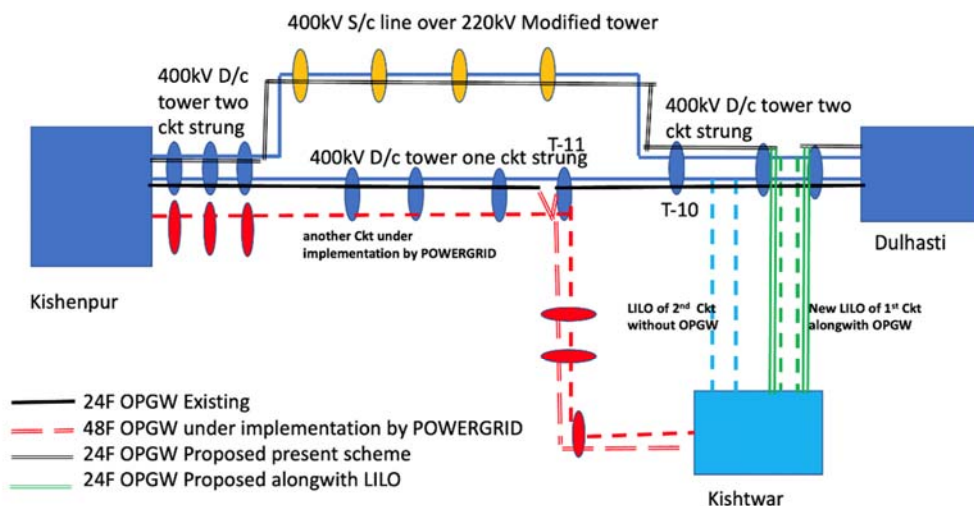 400kV S/c line over 220kV Modified tower
400kV D/c
tower two
ckt strung
400kV D/c tower two
ckt strung
T-11
400kV D/c tower one ckt strung
T-10
another Ckt under
implementation by POWERGRID
Dulhasti
Kishenpur
LILO of 2nd Ckt
without OPGW
New LILO of 1st Ckt
alongwith OPGW
24F OPGW Existing
48F OPGW under implementation by POWERGRID
24F OPGW Proposed present scheme
24F OPGW Proposed alongwith LILO
Kishtwar